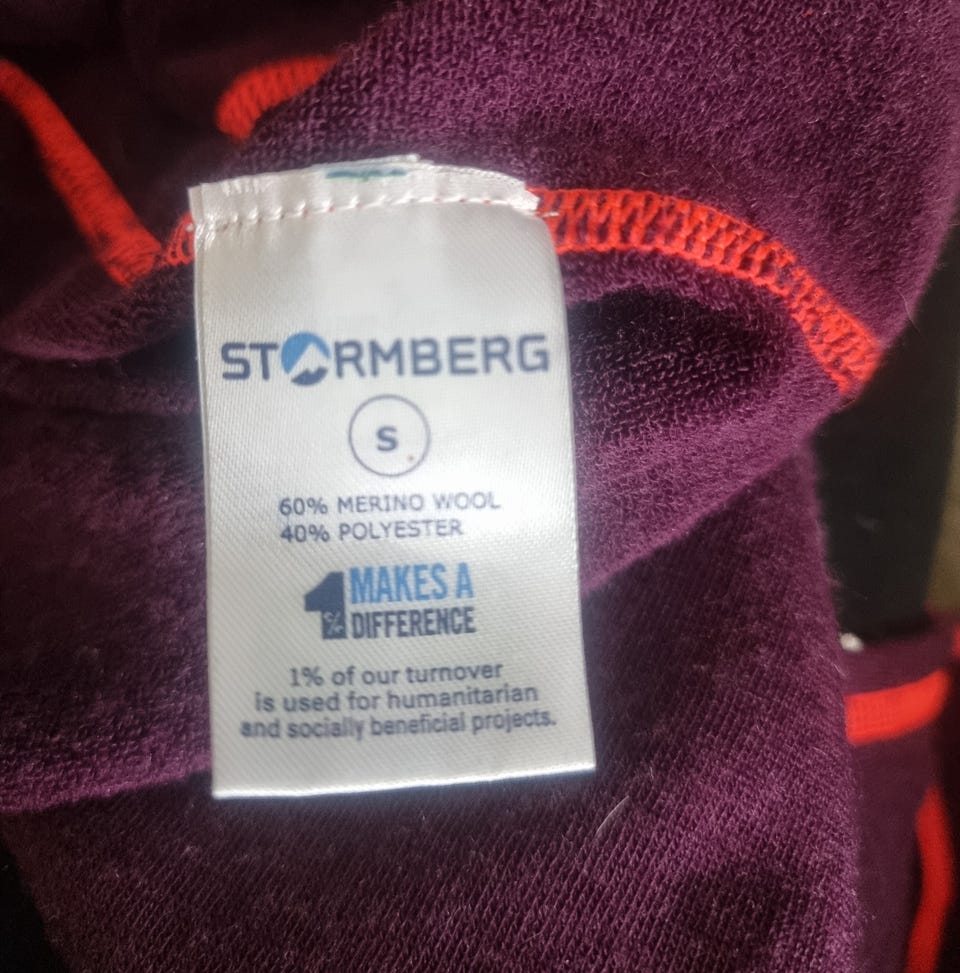 STORMBERG
S
60% MERINO WOOL
40% POLYESTER
1% MAKES A
DIFFERENCE
1% of our turnover
is used for humanitarian
and socially beneficial projects.